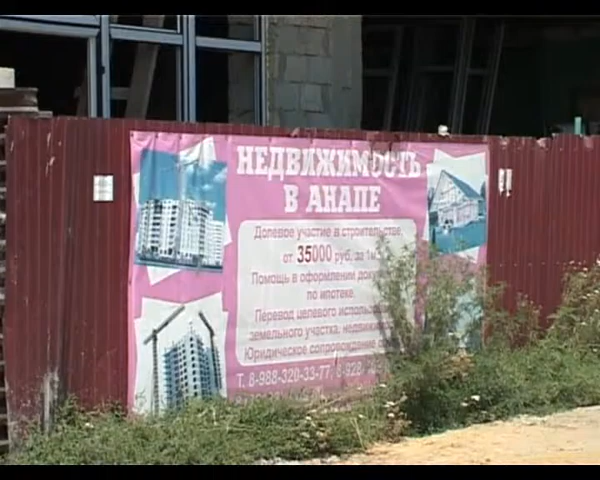 НЕДВИЖИМОСТЬ
В АНАПЕ
Долевое участие в строительстве
от 35000 руб. за 1м
Помощь в оформлении
по ипотеке.
Перевод целевого
земельного участка,
Юридическое сопровождение
Т. 8-988-320-33-77,